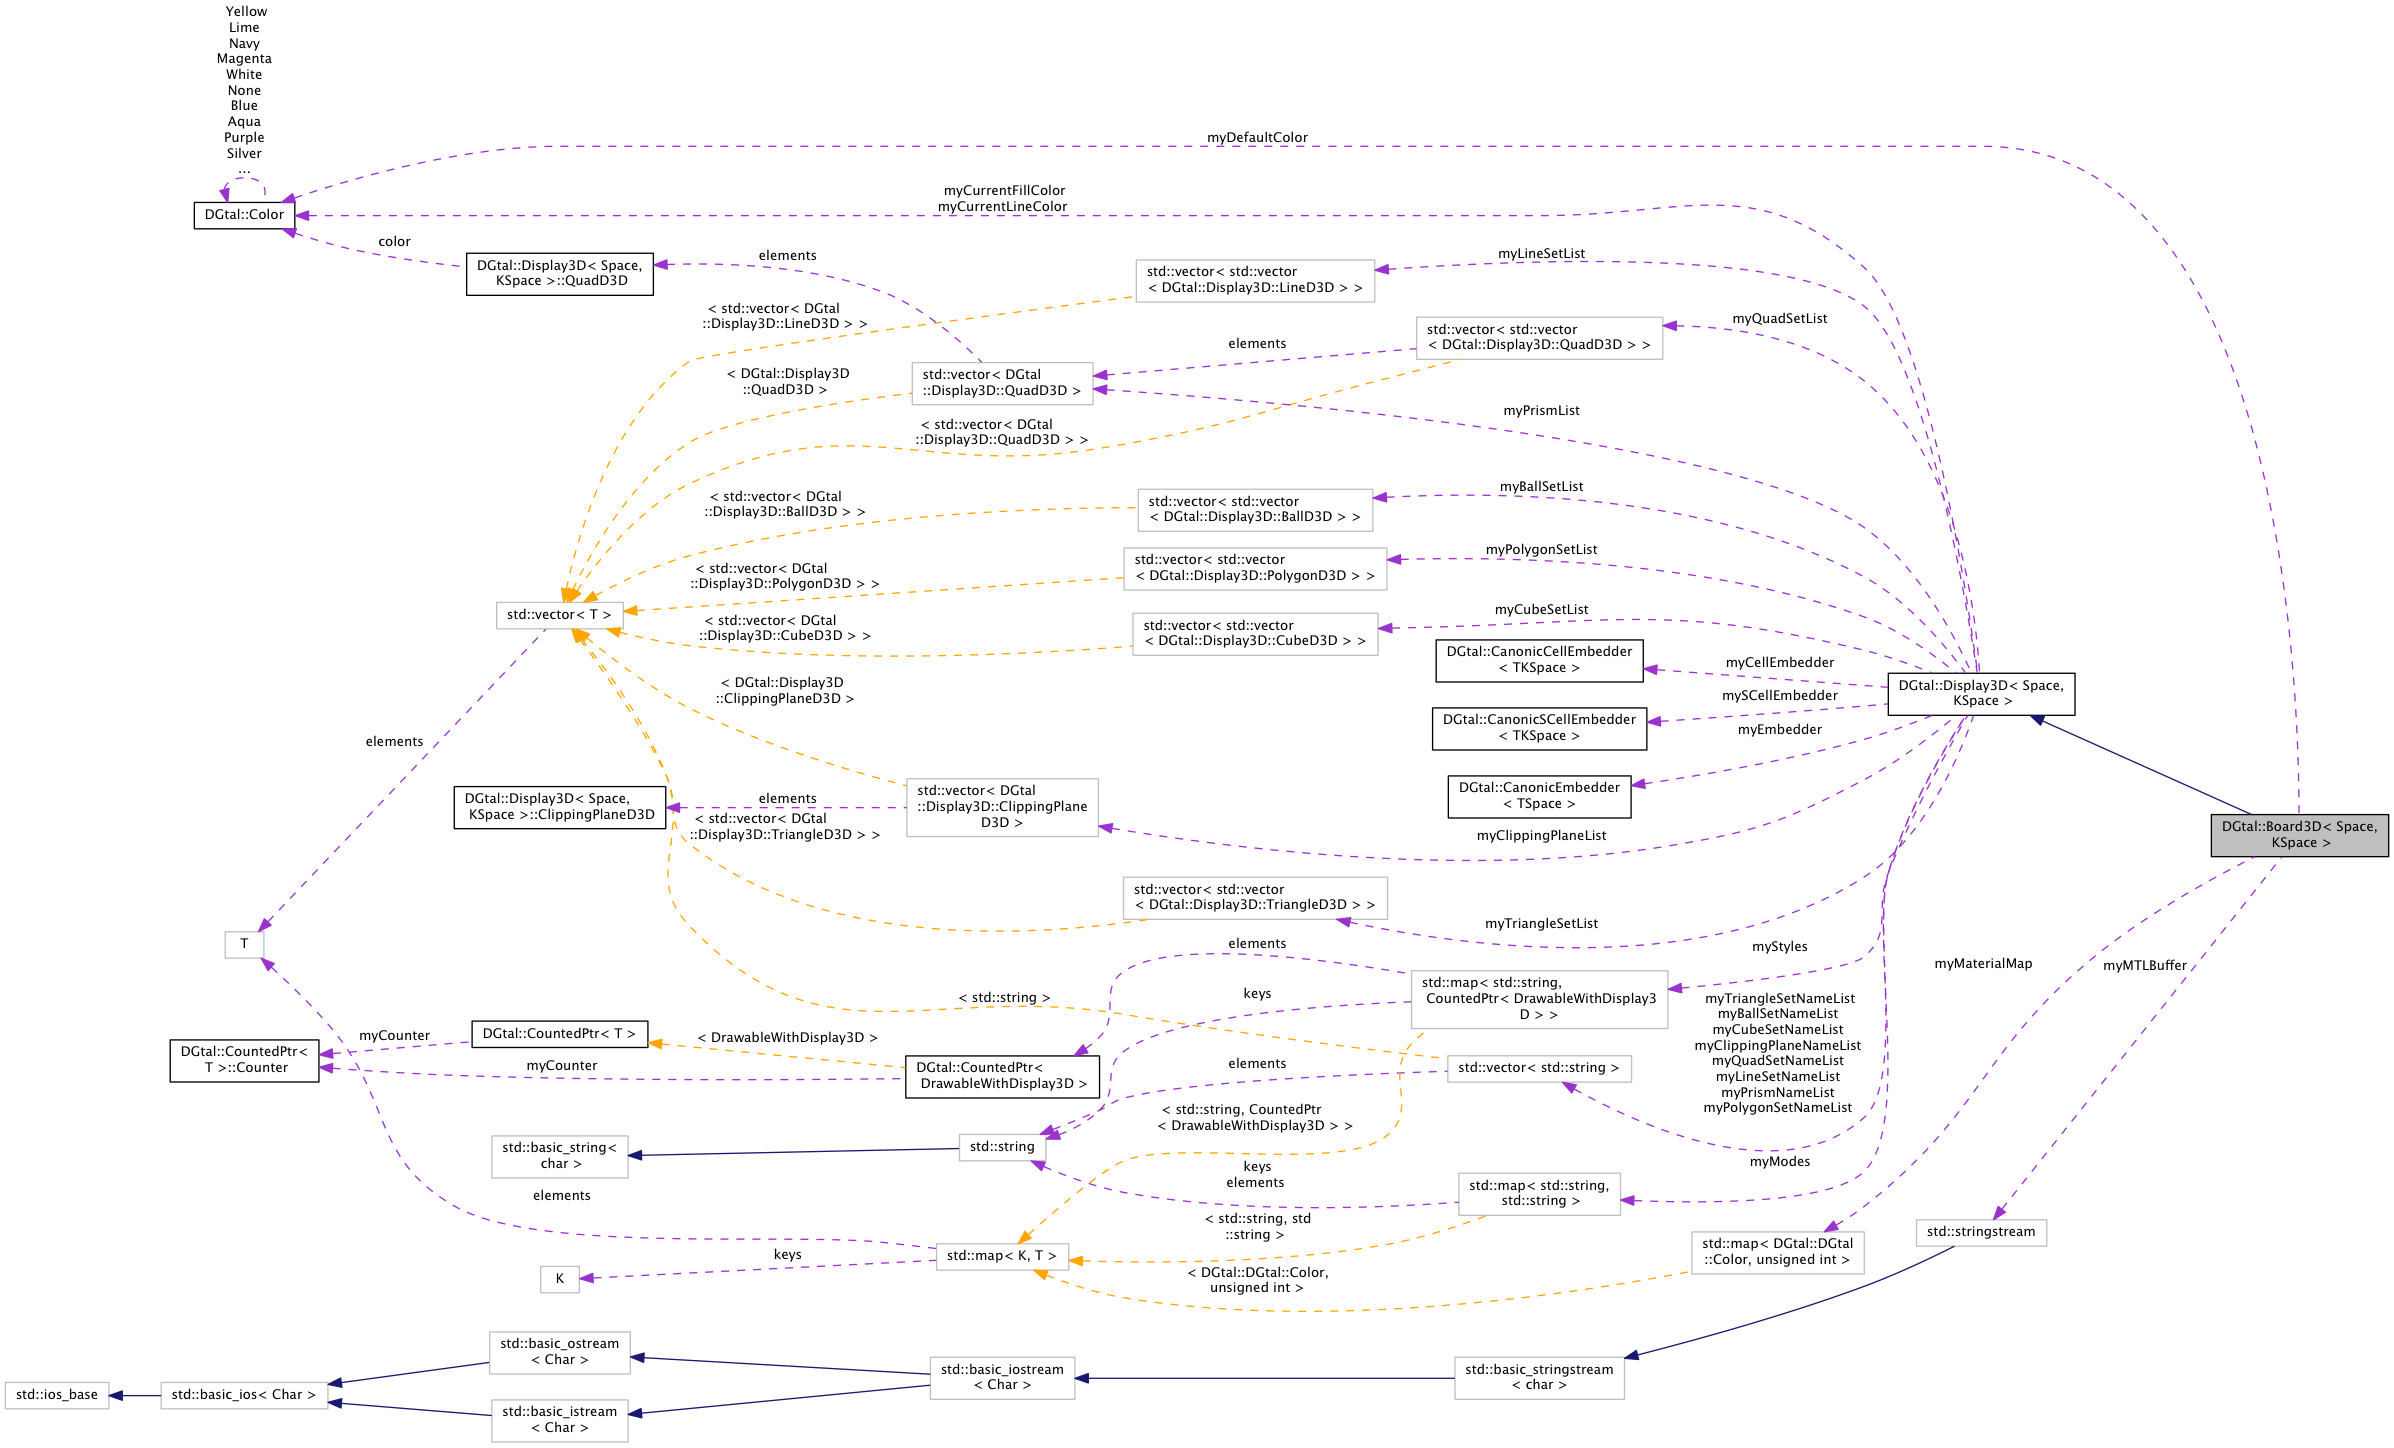 Yellow
Lime
Navy
Magenta
White
None
Blue
Aqua
Purple
Silver
...
myDefaultColor
myCurrentFillColor
myCurrentLineColor
DGtal::Color
color
DGtal::Display3D< Space,
KSpace >::QuadD3D
elements
std::vector< std::vector
< DGtal::Display3D::LineD3D > >
myLineSetList
< std::vector< DGtal
::Display3D::LineD3D > >
std::vector< std::vector
< DGtal::Display3D::QuadD3D > >
myQuadSetList
elements
< DGtal::Display3D
::QuadD3D >
std::vector< DGtal
::Display3D::QuadD3D >
myPrismList
< std::vector< DGtal
::Display3D::QuadD3D > >
< std::vector< DGtal
::Display3D::BallD3D > >
std::vector< std::vector
< DGtal::Display3D::BallD3D > >
myBallSetList
< std::vector< DGtal
::Display3D::PolygonD3D > >
std::vector< std::vector
< DGtal::Display3D::PolygonD3D > >
myPolygonSetList
std::vector< T >
< std::vector< DGtal
::Display3D::CubeD3D > >
std::vector< std::vector
< DGtal::Display3D::CubeD3D > >
myCubeSetList
DGtal::CanonicCellEmbedder
< TKSpace >
myCellEmbedder
DGtal::Display3D< Space,
KSpace >
< DGtal::Display3D
::ClippingPlaneD3D >
DGtal::CanonicSCellEmbedder
< TKSpace >
mySCellEmbedder
elements
myEmbedder
DGtal::CanonicEmbedder
< TSpace >
DGtal::Display3D< Space,
KSpace >::ClippingPlaneD3D
elements
std::vector< DGtal
::Display3D::ClippingPlane
D3D >
< std::vector< DGtal
::Display3D::TriangleD3D > >
myClippingPlaneList
DGtal::Board3D< Space,
KSpace >
std::vector< std::vector
< DGtal::Display3D::TriangleD3D > >
myTriangleSetList
T
elements
myStyles
myMaterialMap
myMTLBuffer
std::map< std::string,
CountedPtr< DrawableWithDisplay3
D > >
keys
< std::string >
myTriangleSetNameList
myBallSetNameList
myCubeSetNameList
myClippingPlaneNameList
myQuadSetNameList
myLineSetNameList
myPrismNameList
myPolygonSetNameList
DGtal::CountedPtr<
T >::Counter
myCounter
DGtal::CountedPtr< T >
< DrawableWithDisplay3D >
myCounter
DGtal::CountedPtr<
DrawableWithDisplay3D >
elements
std::vector< std::string >
< std::string, CountedPtr
< DrawableWithDisplay3D > >
std::basic_string<
char >
std::string
keys
elements
myModes
std::map< std::string,
std::string >
elements
< std::string, std
::string >
std::map< K, T >
keys
K
< DGtal::DGtal::Color,
unsigned int >
std::map< DGtal::DGtal
::Color, unsigned int >
std::stringstream
std::basic_ostream
< Char >
std::basic_iostream
< Char >
std::basic_stringstream
< char >
std::ios_base
std::basic_ios< Char >
std::basic_istream
< Char >